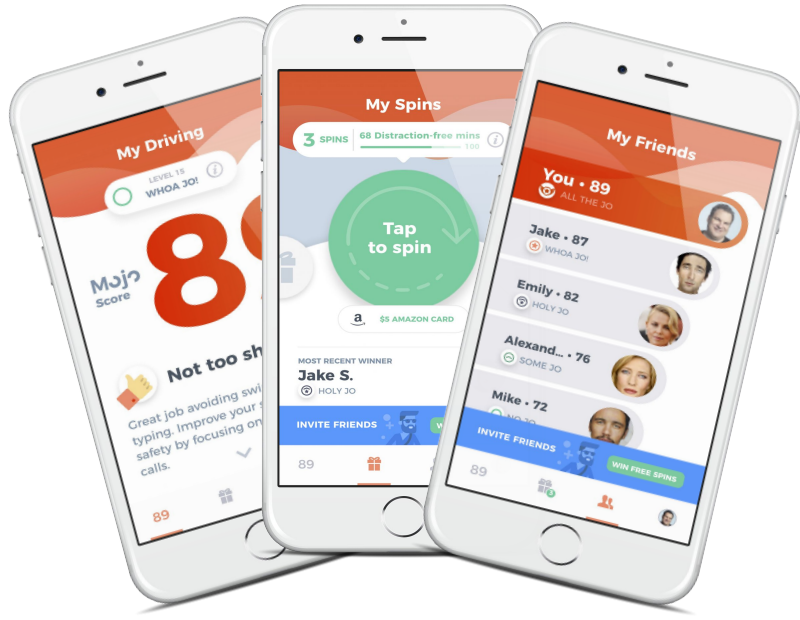 My Driving
LEVEL 15
WHOA JO!
Mojo
Score
89
Not too sh
Great job avoiding swi
typing. Improve your s
safety by focusing on
calls.
89
My Spins
3 SPINS
68 Distraction-free mins
100
Tap
to spin
a
$5 AMAZON CARD
MOST RECENT WINNER
Jake S.
HOLY JO
INVITE FRIENDS
W
89
My Friends
You • 89
ALL THE JO
Jake • 87
WHOA JO!
Emily • 82
HOLY JO
Alexand... • 76
SOME JO
Mike • 72
NO JO
INVITE FRIENDS
WIN FREE SPINS
89
3